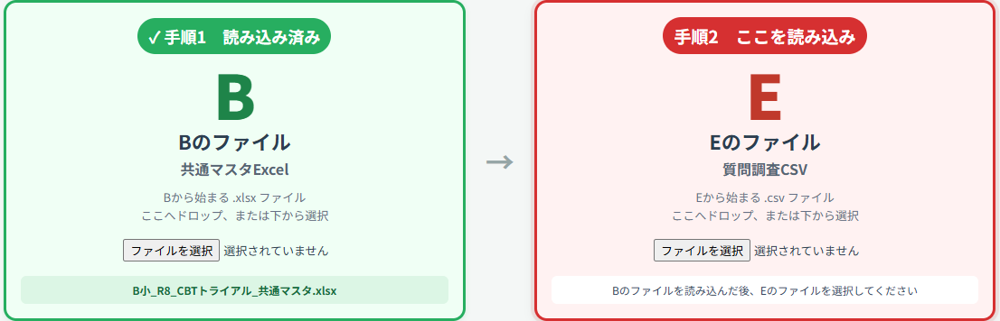 ✓ 手順1　読み込み済み
B
Bのファイル
共通マスタExcel
Bから始まる .xlsx ファイル
ここへドロップ、または下から選択
ファイルを選択 選択されていません
B小_R8_CBTトライアル_共通マスタ.xlsx
→
手順2　ここを読み込み
E
Eのファイル
質問調査CSV
Eから始まる .csv ファイル
ここへドロップ、または下から選択
ファイルを選択 選択されていません
Bのファイルを読み込んだ後、Eのファイルを選択してください